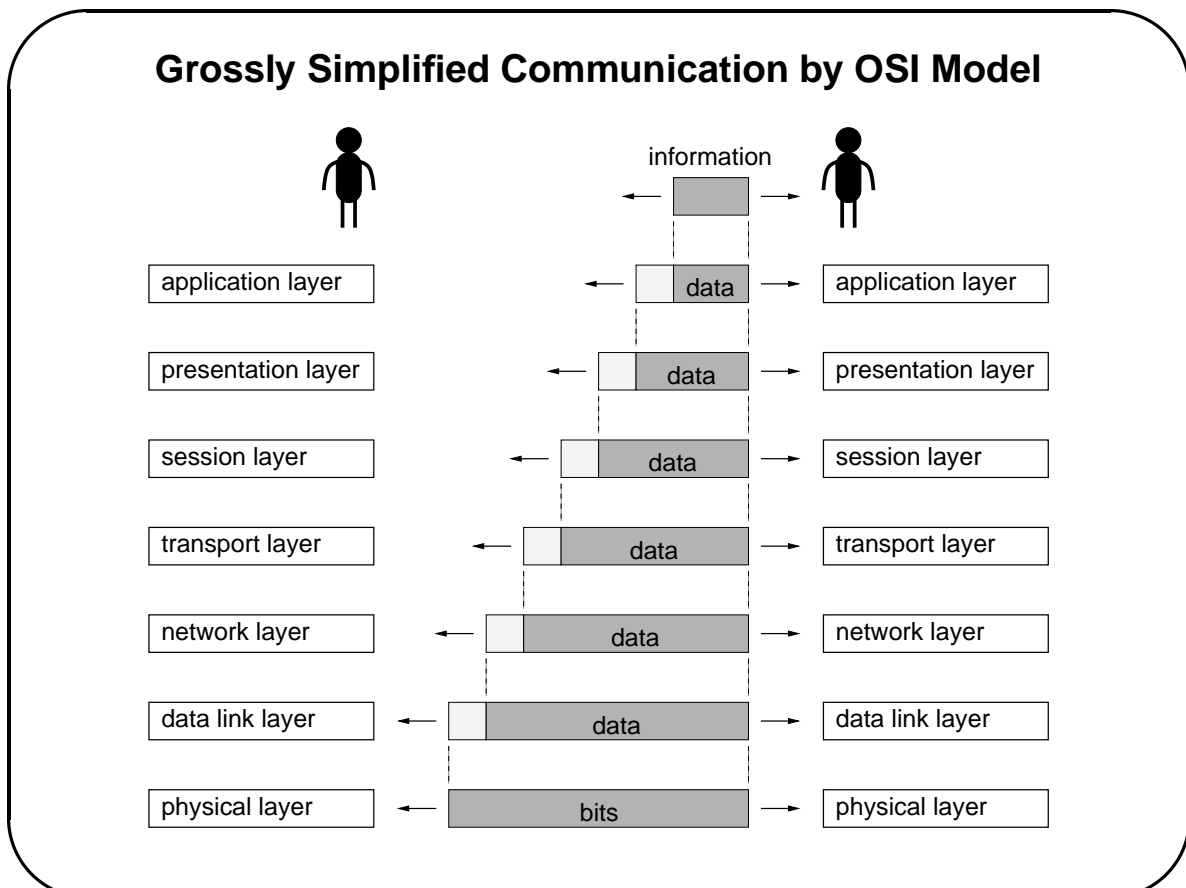 Grossly Simplified Communication by OSI Model
information
application layer
data
application layer
presentation layer
data
presentation layer
session layer
data
session layer
transport layer
data
transport layer
network layer
data
network layer
data link layer
data
data link layer
physical layer
bits
physical layer